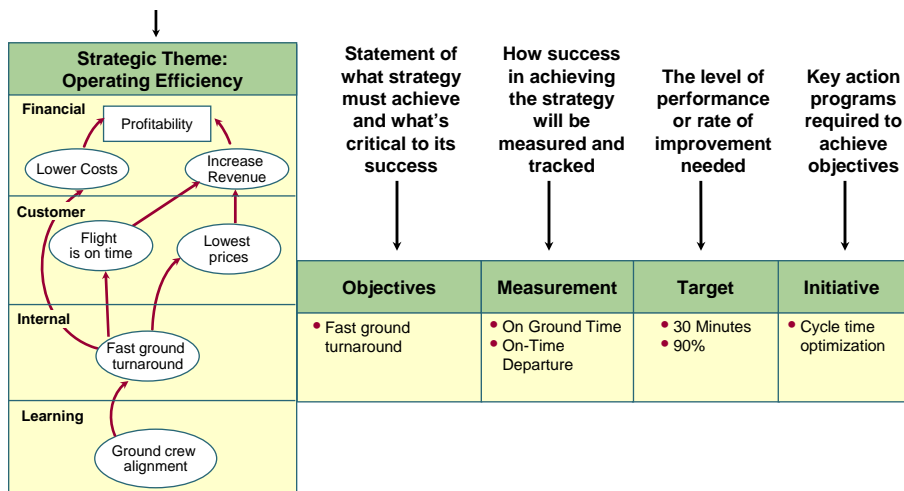 Strategic Theme:
Operating Efficiency
Financial
Profitability
Lower Costs
Increase
Revenue
Customer
Flight
is on time
Lowest
prices
Internal
Fast ground
turnaround
Learning
Ground crew
alignment
Statement of
what strategy
must achieve
and what's
critical to its
success
How success
in achieving
the strategy
will be
measured and
tracked
The level of
performance
or rate of
improvement
needed
Key action
programs
required to
achieve
objectives
Objectives
Measurement
Target
Initiative
• Fast ground
turnaround
• On Ground Time
• On-Time
Departure
• 30 Minutes
• 90%
• Cycle time
optimization